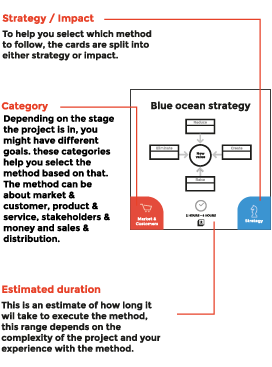 Strategy / Impact
To help you select which method
to follow, the cards are split into
either strategy or impact.
Category
Depending on the stage
the project is in, you
might have different
goals. these categories
help you select the
method based on that.
The method can be
about market &
customer, product &
service, stakeholders &
money and sales &
distribution.
Blue ocean strategy
Eliminate
New
value
Create
Raise
Market &
Customers
2 HOURS - 4 HOURS
Strategy
Estimated duration
This is an estimate of how long it
wil take to execute the method,
this range depends on the
complexity of the project and your
experience with the method.